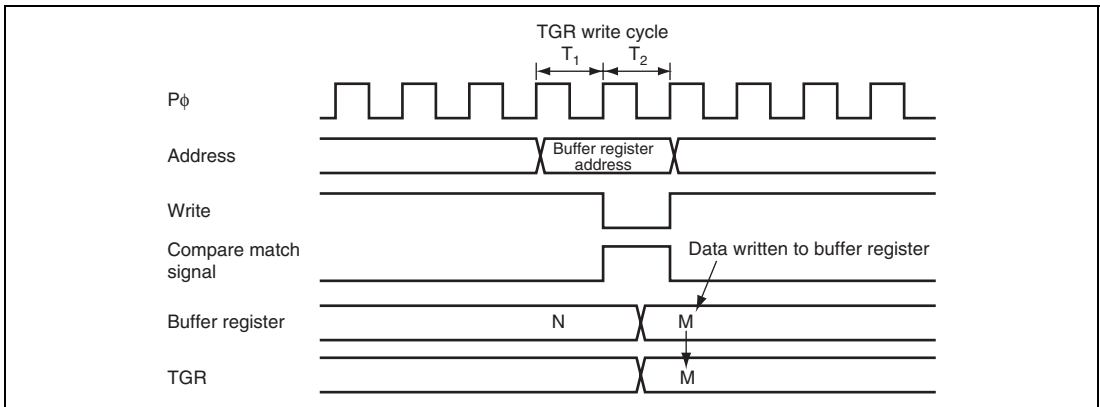 TGR write cycle
T1 T2
Pϕ
Address
Buffer register
address
Write
Compare match
signal
Data written to buffer register
Buffer register
N M
TGR
M